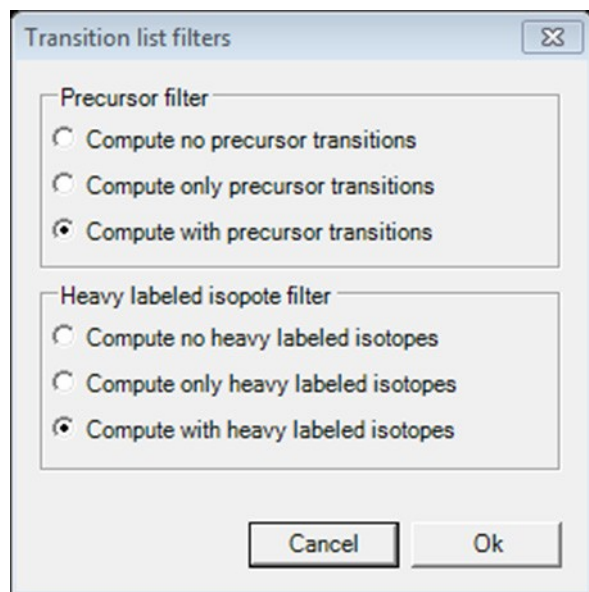 Transition list filters
Precursor filter
Compute no precursor transitions
Compute only precursor transitions
Compute with precursor transitions
Heavy labeled isopote filter
Compute no heavy labeled isotopes
Compute only heavy labeled isotopes
Compute with heavy labeled isotopes
Cancel Ok